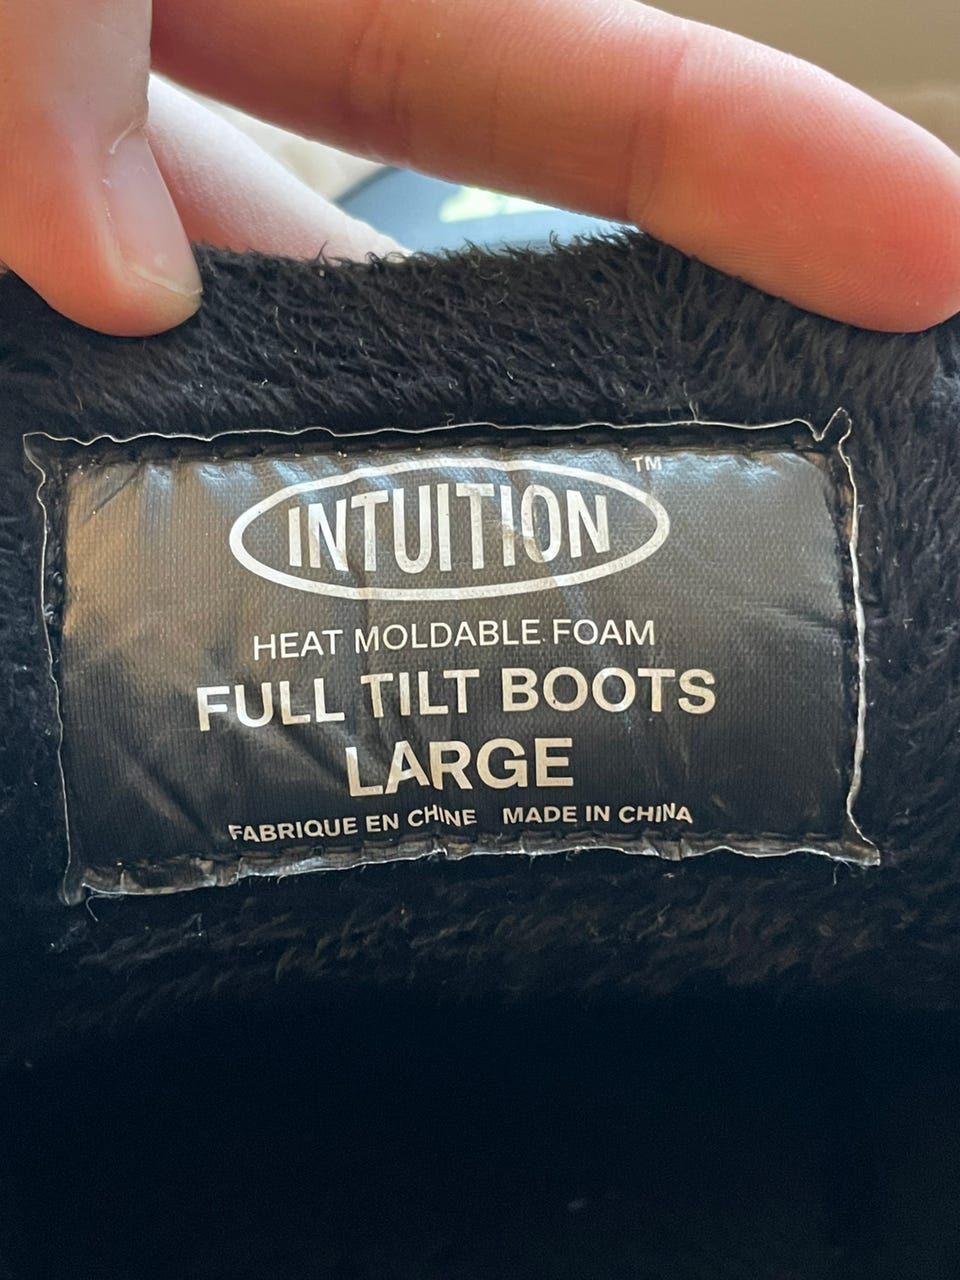 INTUITION™
HEAT MOLDABLE FOAM
FULL TILT BOOTS
LARGE
FABRIQUE EN CHINE MADE IN CHINA